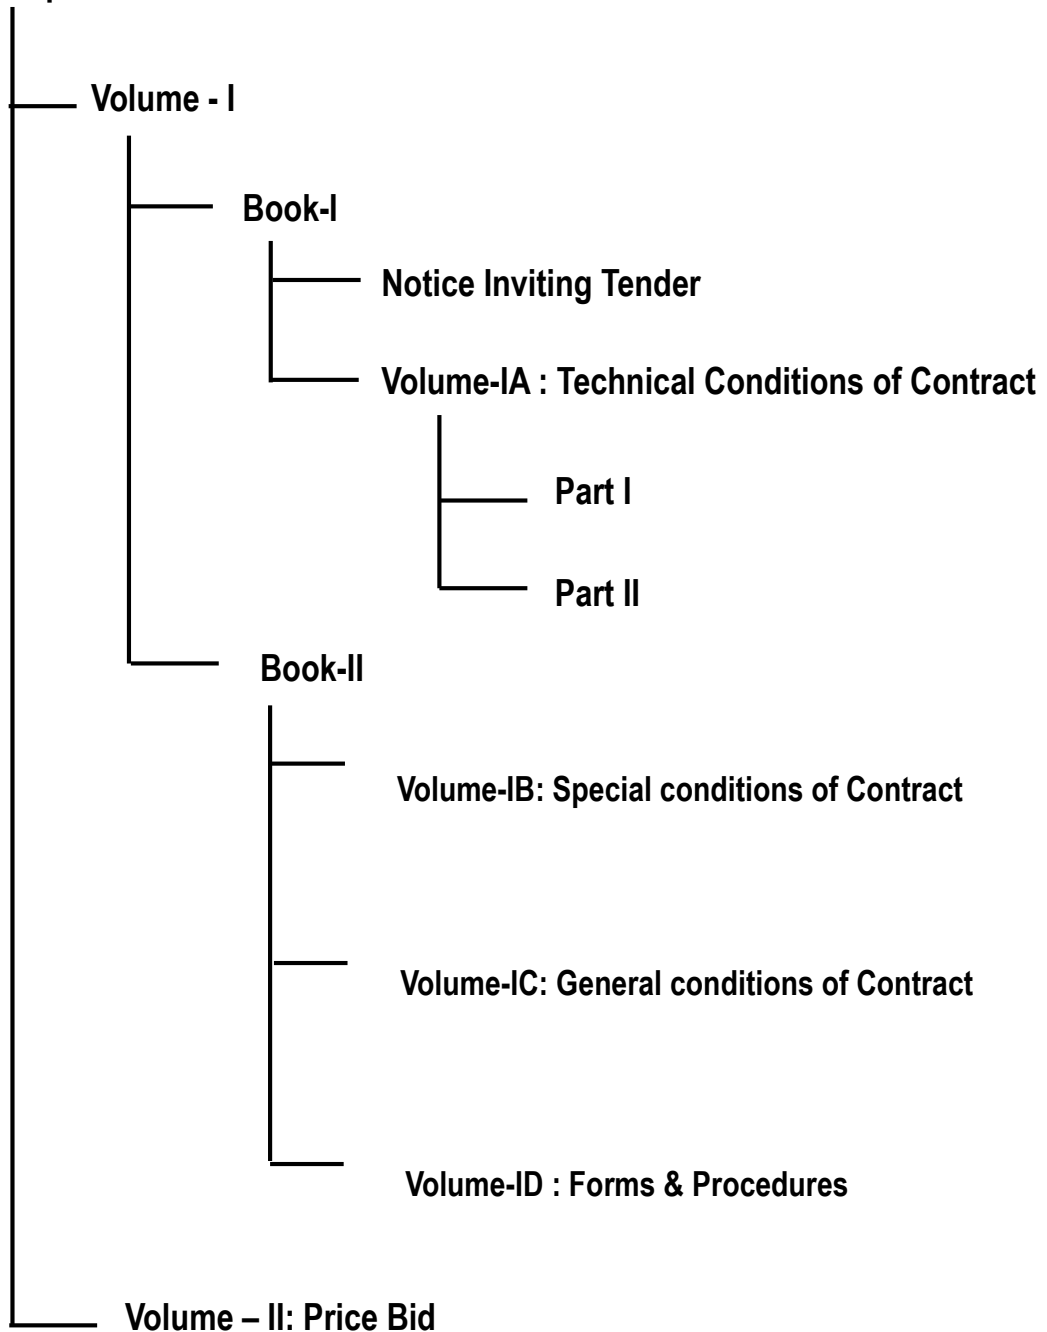 Volume - I
Book-I
Notice Inviting Tender
Volume-IA : Technical Conditions of Contract
Part I
Part II
Book-II
Volume-IB: Special conditions of Contract
Volume-IC: General conditions of Contract
Volume-ID : Forms & Procedures
Volume – II: Price Bid